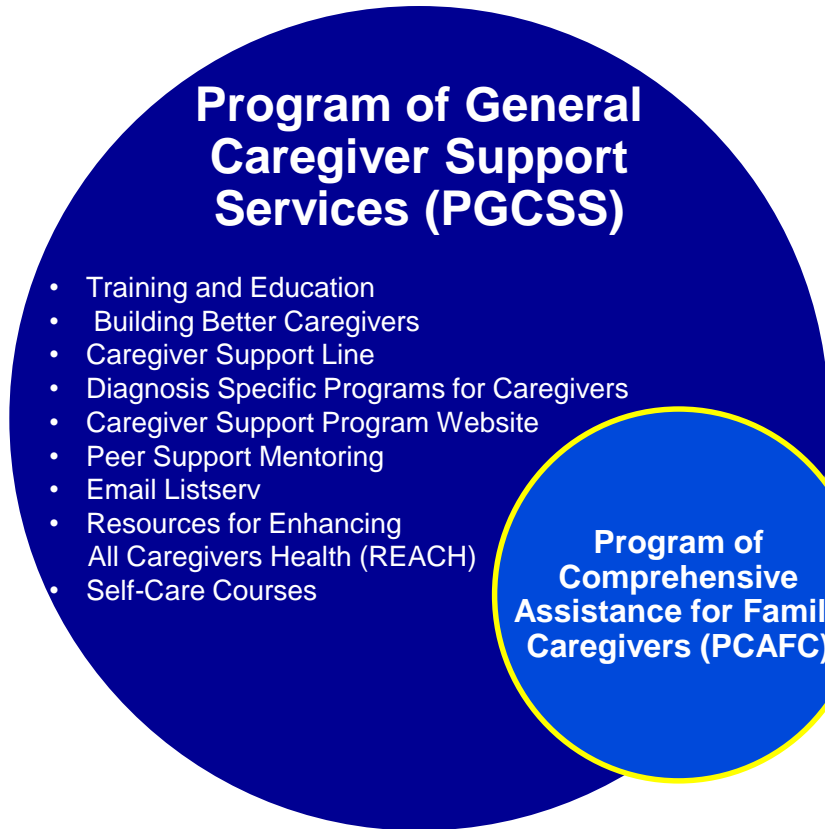 Program of General
Caregiver Support
Services (PGCSS)
• Training and Education
• Building Better Caregivers
• Caregiver Support Line
• Diagnosis Specific Programs for Caregivers
• Caregiver Support Program Website
• Peer Support Mentoring
• Email Listserv
• Resources for Enhancing
All Caregivers Health (REACH)
• Self-Care Courses
Program of
Comprehensive
Assistance for Famil
Caregivers (PCAFC)